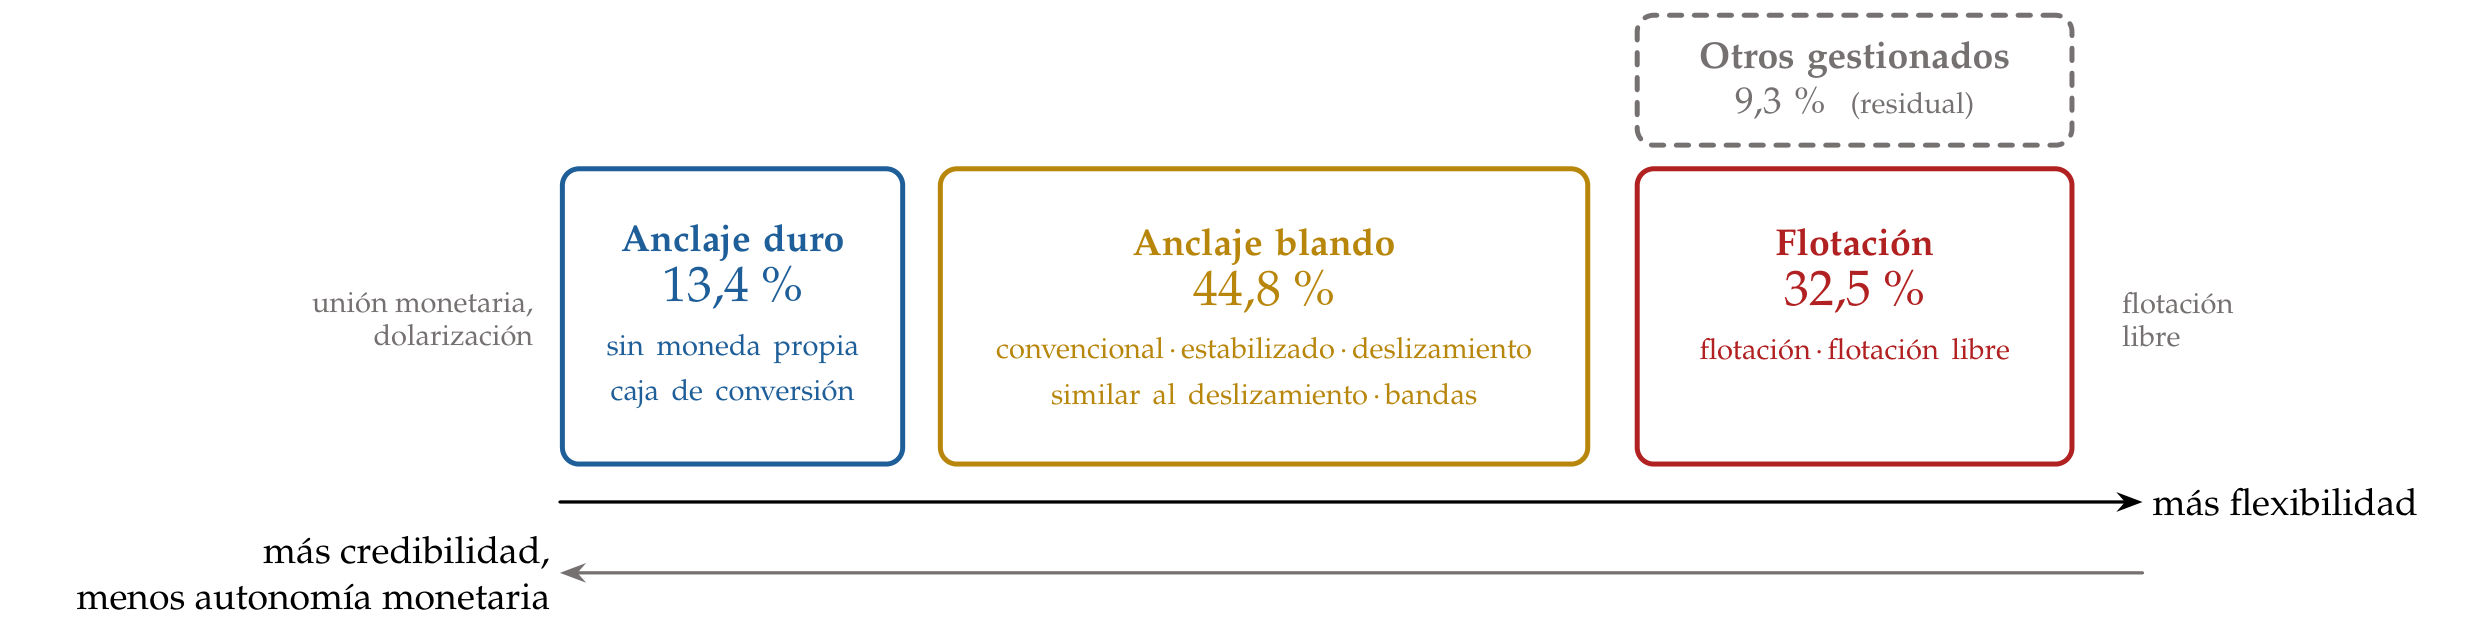 Otros gestionados
9,3 % (residual)
unión monetaria,
dolarización
Anclaje duro
13,4 %
sin moneda propia
caja de conversión
Anclaje blando
44,8 %
convencional · estabilizado · deslizamiento
similar al deslizamiento · bandas
Flotación
32,5 %
flotación · flotación libre
flotación
libre
más flexibilidad
más credibilidad,
menos autonomía monetaria